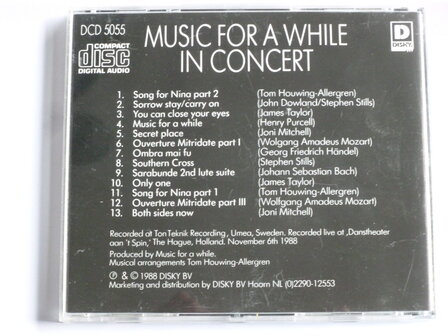 DCD 5055
COMPACT
disc
DIGITAL AUDIO
MUSIC FOR A WHILE
IN CONCERT
D
DISKY
1. Song for Nina part 2 (Tom Houwing-Allergren)
2. Sorrow stay/carry on (John Dowland/Stephen Stills)
3. You can close your eyes (James Taylor)
4. Music for a while (Henry Purcell)
5. Secret place (Joni Mitchell)
6. Ouverture Mitridate part I (Wolgang Amadeus Mozart)
7. Ombra mai fu (Georg Friedrich Händel)
8. Southern Cross (Stephen Stills)
9. Sarabunde 2nd lute suite (Johann Sebastian Bach)
10. Only one (James Taylor)
11. Song for Nina part 1 (Tom Houwing-Allergren)
12. Ouverture Mitridate part III (Wolfgang Amadeus Mozart)
13. Both sides now (Joni Mitchell)
Recorded at Ton Teknik Recording, Umea, Sweden. Recorded live at ‚Danstheater
aan 't Spin,' The Hague, Holland. November 6th 1988
Produced by Music for a while.
Musical arrangements Tom Houwing-Allergren
℗ & © 1988 DISKY BV
Marketing and distribution by DISKY BV Hoorn NL (0)2290-12553